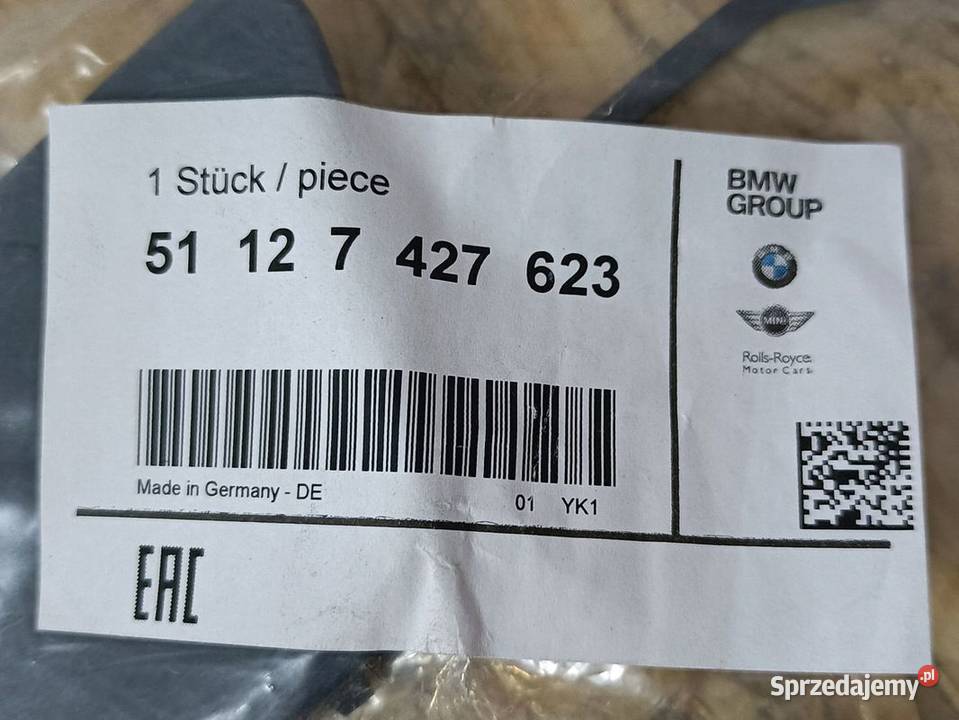 1 Stück / piece
51 12 7 427 623
Made in Germany - DE
01 YK1
BMW
GROUP
MINI
Rolls-Royce
Motor Cars
EAC
Sprzedajemy.pl